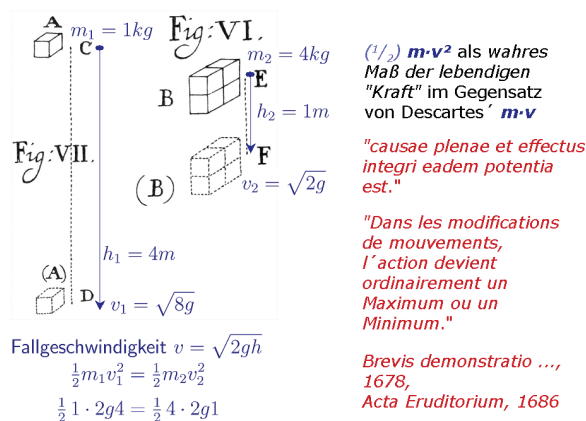 A
m₁ = 1kg
C
Fig: VI.
m₂ = 4kg
E
B
h₂ = 1m
Fig: VII.
F
(B)
v₂ = √2g
h₁ = 4m
(A)
D
v₁ = √8g
Fallgeschwindigkeit v = √2gh
½m₁v₁² = ½m₂v₂²
½ 1 · 2g4 = ½ 4 · 2g1
(¹/₂) m·v² als wahres
Maß der lebendigen
"Kraft" im Gegensatz
von Descartes´ m·v
"causae plenae et effectus
integri eadem potentia
est."
"Dans les modifications
de mouvements,
l´action devient
ordinairement un
Maximum ou un
Minimum."
Brevis demonstratio ...,
1678,
Acta Eruditorium, 1686